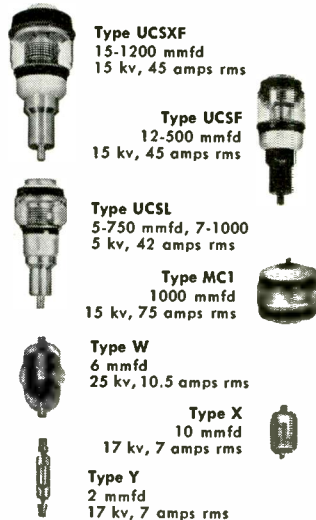 Type UCSXF
15-1200 mmfd
15 kv, 45 amps rms
Type UCSF
12-500 mmfd
15 kv, 45 amps rms
Type UCSL
5-750 mmfd, 7-1000
5 kv, 42 amps rms
Type MC1
1000 mmfd
15 kv, 75 amps rms
Type W
6 mmfd
25 kv, 10.5 amps rms
Type X
10 mmfd
17 kv, 7 amps rms
Type Y
2 mmfd
17 kv, 7 amps rms